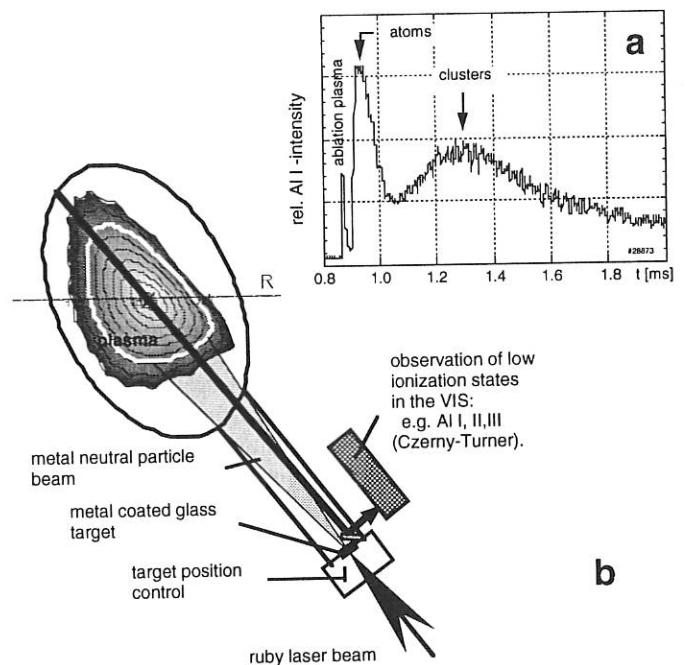 a
atoms
clusters
ablation plasma
rel. Al I -intensity
#28873
0.8 1.0 1.2 1.4 1.6 1.8 t [ms]
R
plasma
observation of low
ionization states
in the VIS:
e.g. Al I, II,III
(Czerny-Turner).
metal neutral particle
beam
metal coated glass
target
target position
control
b
ruby laser beam